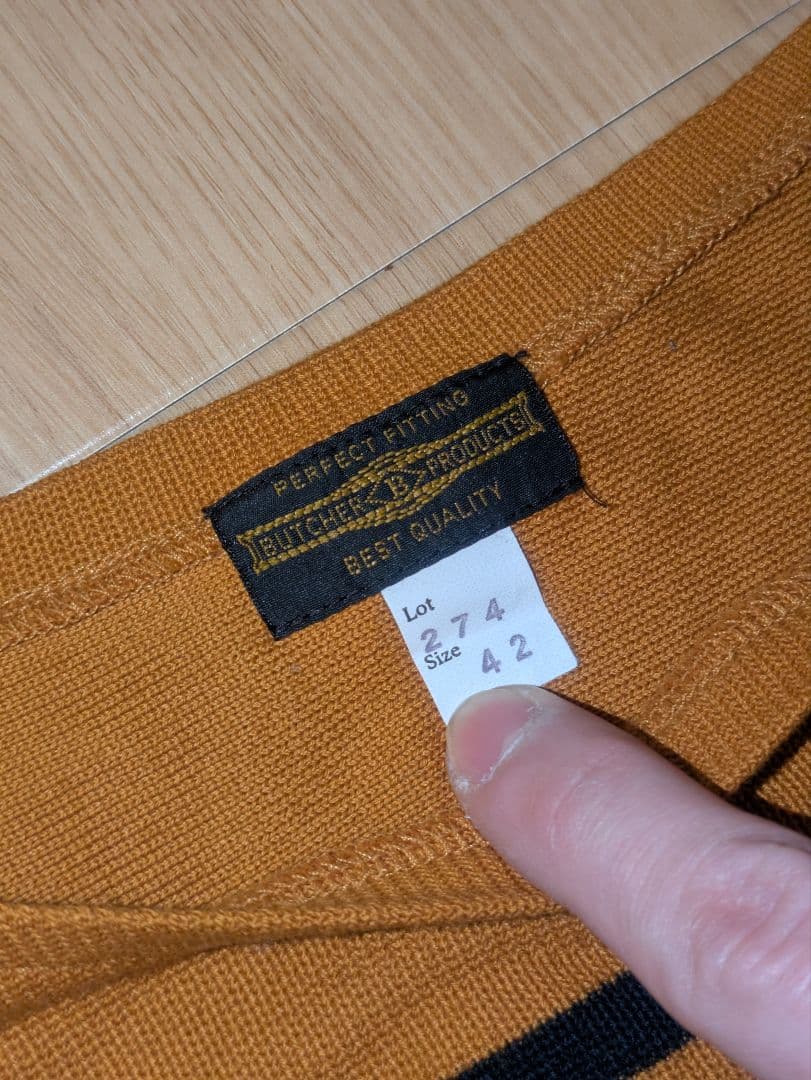 PERFECT FITTING
BUTCHER B PRODUCTS
BEST QUALITY
Lot
274
Size 42